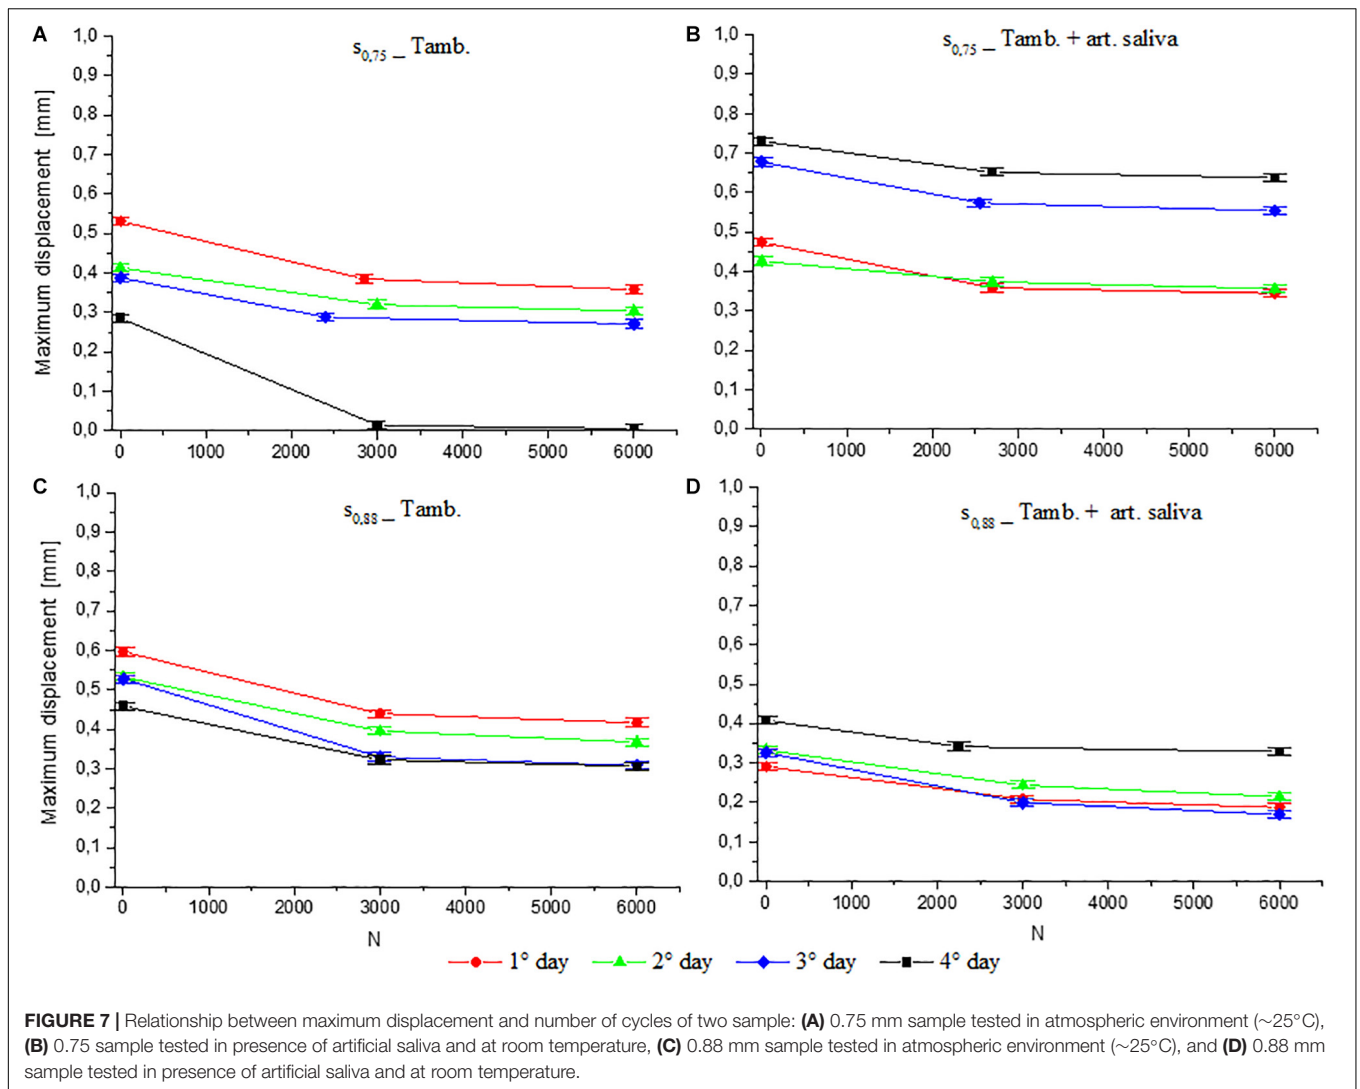 A
s0,75 _ Tamb.
Maximum displacement [mm]
1,0
0,9
0,8
0,7
0,6
0,5
0,4
0,3
0,2
0,1
0,0
0 1000 2000 3000 4000 5000 6000
B
s0,75 _ Tamb. + art. saliva
1,0
0,9
0,8
0,7
0,6
0,5
0,4
0,3
0,2
0,1
0,0
0 1000 2000 3000 4000 5000 6000
C
s0,88 _ Tamb.
Maximum displacement [mm]
1,0
0,9
0,8
0,7
0,6
0,5
0,4
0,3
0,2
0,1
0,0
0 1000 2000 3000 4000 5000 6000
N
D
s0,88 _ Tamb. + art. saliva
1,0
0,9
0,8
0,7
0,6
0,5
0,4
0,3
0,2
0,1
0,0
0 1000 2000 3000 4000 5000 6000
N
1° day 2° day 3° day 4° day
FIGURE 7 | Relationship between maximum displacement and number of cycles of two sample: (A) 0.75 mm sample tested in atmospheric environment (∼25°C),
(B) 0.75 sample tested in presence of artificial saliva and at room temperature, (C) 0.88 mm sample tested in atmospheric environment (∼25°C), and (D) 0.88 mm
sample tested in presence of artificial saliva and at room temperature.